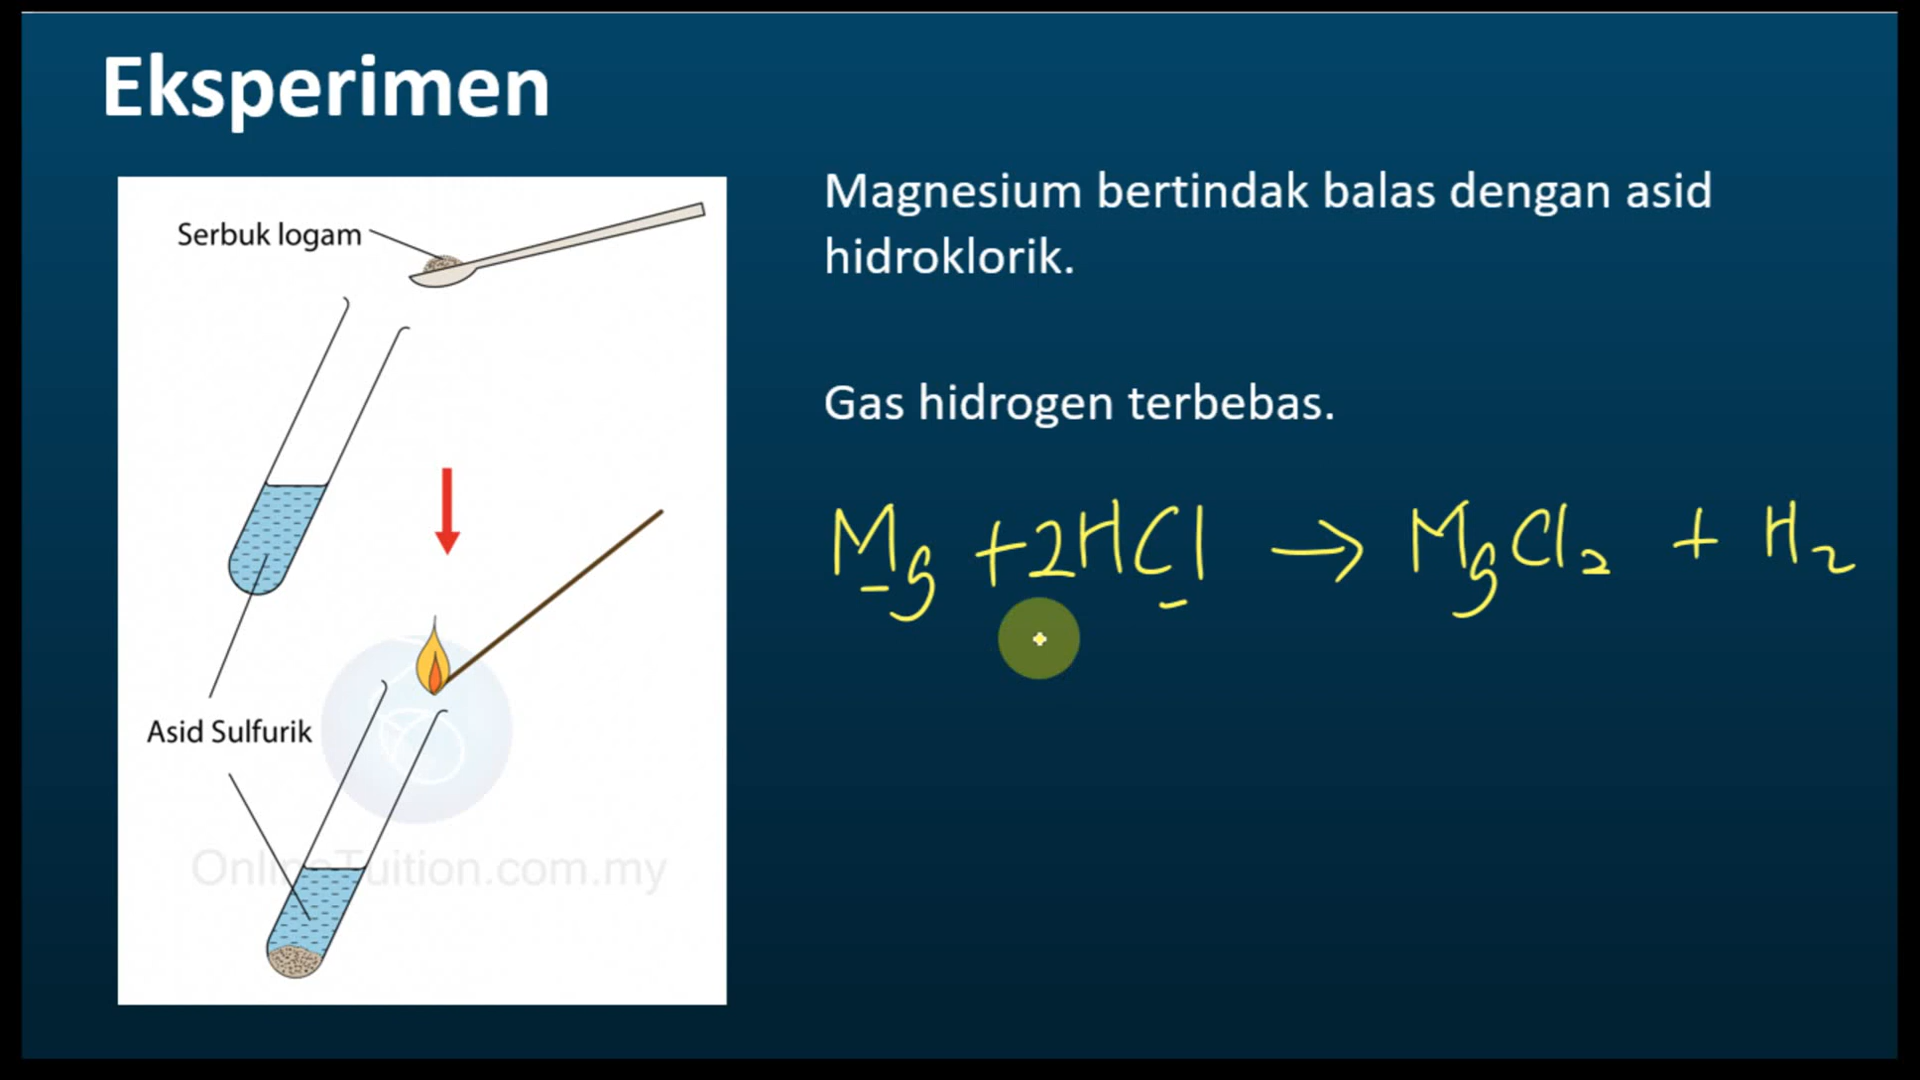 Eksperimen
Serbuk logam
Asid Sulfurik
OnlineTuition.com.my
Magnesium bertindak balas dengan asid
hidroklorik.
Gas hidrogen terbebas.
Mg + 2HCl → MgCl₂ + H₂